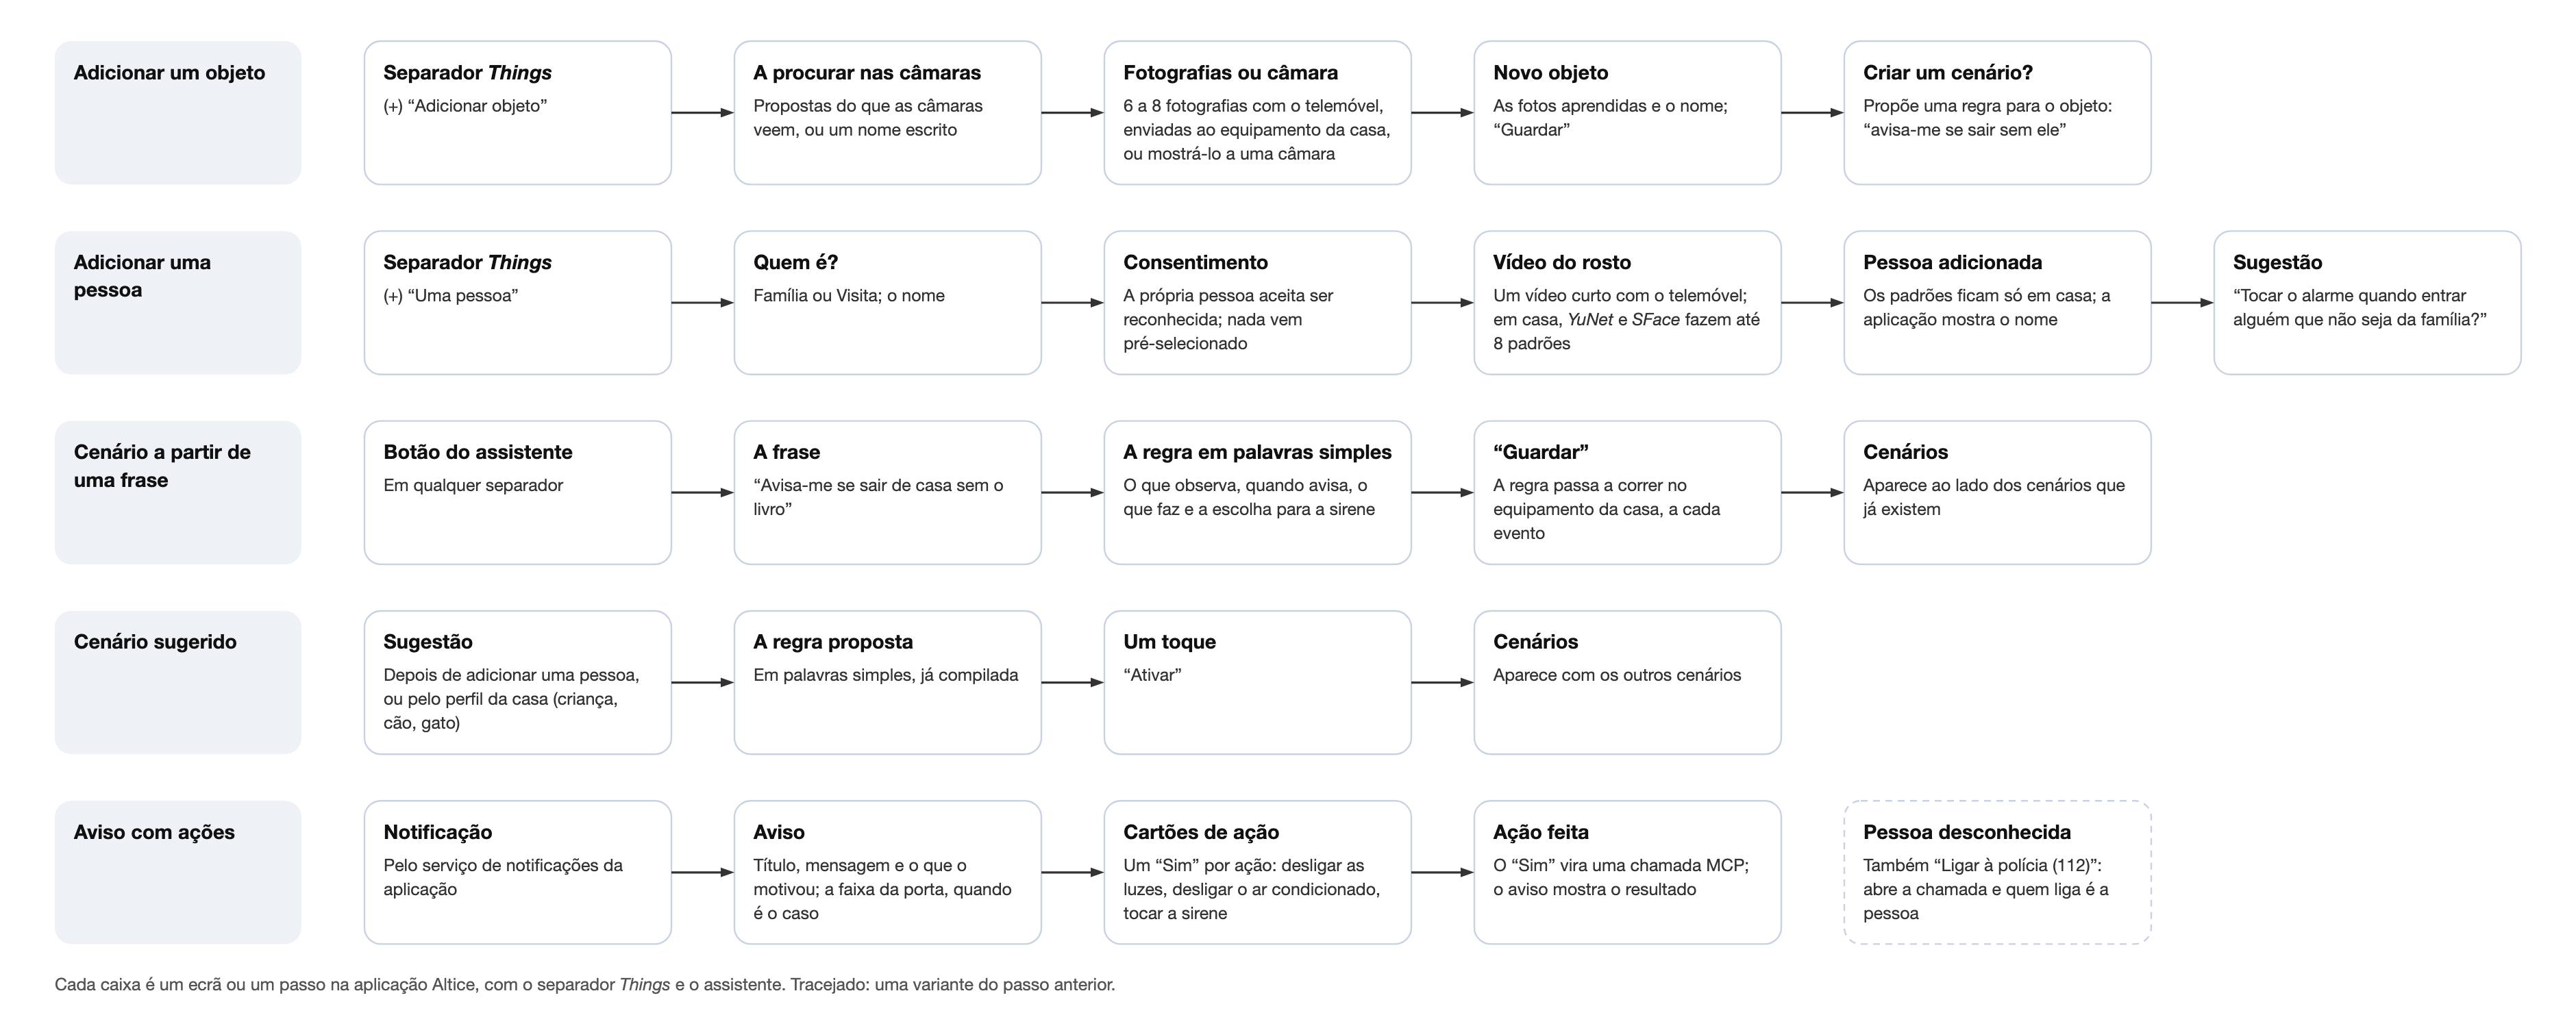 Adicionar um objeto
Separador Things
(+) “Adicionar objeto”
A procurar nas câmaras
Propostas do que as câmaras
veem, ou um nome escrito
Fotografias ou câmara
6 a 8 fotografias com o telemóvel,
enviadas ao equipamento da casa,
ou mostrá-lo a uma câmara
Novo objeto
As fotos aprendidas e o nome;
“Guardar”
Criar um cenário?
Propõe uma regra para o objeto:
“avisa-me se sair sem ele”
Adicionar uma
pessoa
Separador Things
(+) “Uma pessoa”
Quem é?
Família ou Visita; o nome
Consentimento
A própria pessoa aceita ser
reconhecida; nada vem
pré-selecionado
Vídeo do rosto
Um vídeo curto com o telemóvel;
em casa, YuNet e SFace fazem até
8 padrões
Pessoa adicionada
Os padrões ficam só em casa; a
aplicação mostra o nome
Sugestão
“Tocar o alarme quando entrar
alguém que não seja da família?”
Cenário a partir de
uma frase
Botão do assistente
Em qualquer separador
A frase
“Avisa-me se sair de casa sem o
livro”
A regra em palavras simples
O que observa, quando avisa, o
que faz e a escolha para a sirene
“Guardar”
A regra passa a correr no
equipamento da casa, a cada
evento
Cenários
Aparece ao lado dos cenários que
já existem
Cenário sugerido
Sugestão
Depois de adicionar uma pessoa,
ou pelo perfil da casa (criança,
cão, gato)
A regra proposta
Em palavras simples, já compilada
Um toque
“Ativar”
Cenários
Aparece com os outros cenários
Aviso com ações
Notificação
Pelo serviço de notificações da
aplicação
Aviso
Título, mensagem e o que o
motivou; a faixa da porta, quando
é o caso
Cartões de ação
Um “Sim” por ação: desligar as
luzes, desligar o ar condicionado,
tocar a sirene
Ação feita
O “Sim” vira uma chamada MCP;
o aviso mostra o resultado
Pessoa desconhecida
Também “Ligar à polícia (112)”:
abre a chamada e quem liga é a
pessoa
Cada caixa é um ecrã ou um passo na aplicação Altice, com o separador Things e o assistente. Tracejado: uma variante do passo anterior.